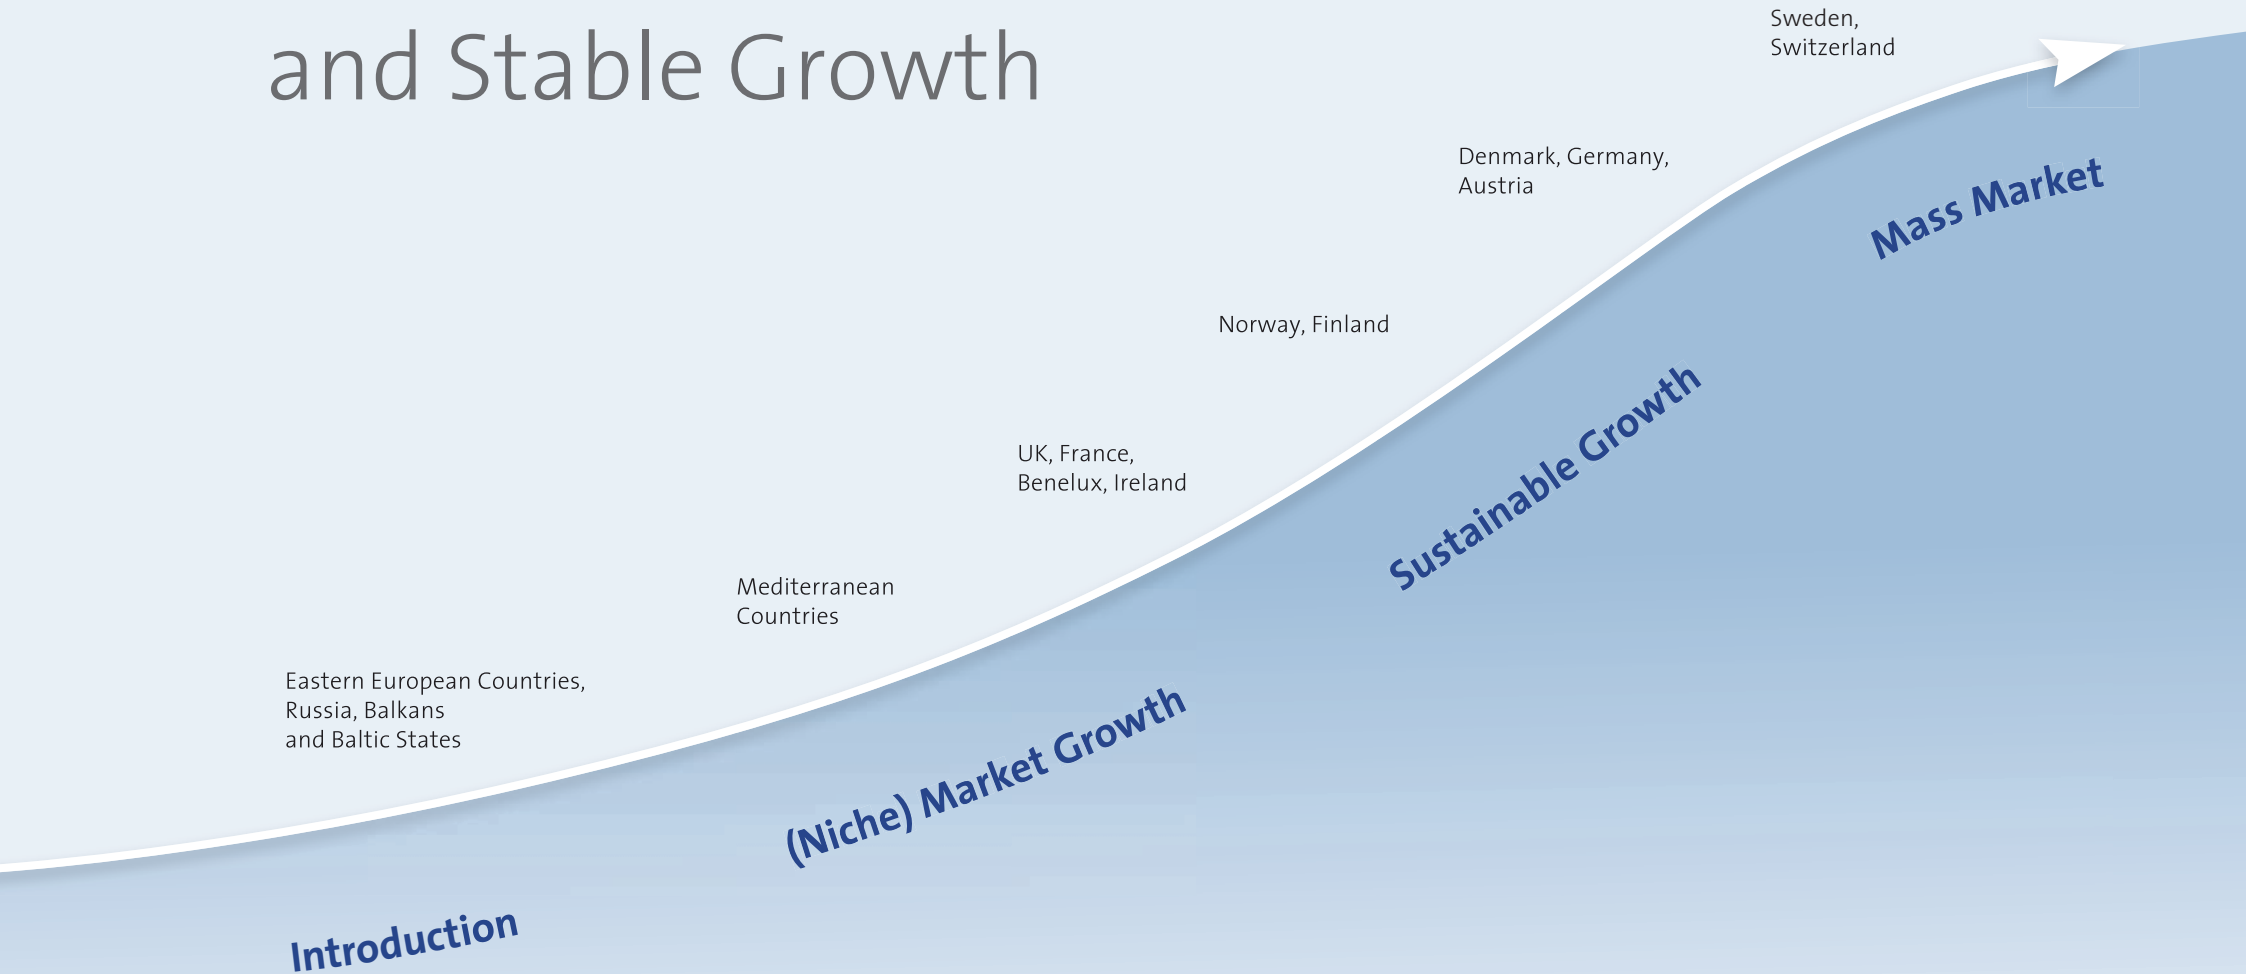 and Stable Growth
Sweden,
Switzerland
Denmark, Germany,
Austria
Mass Market
Norway, Finland
Sustainable Growth
UK, France,
Benelux, Ireland
Mediterranean
Countries
(Niche) Market Growth
Eastern European Countries,
Russia, Balkans
and Baltic States
Introduction